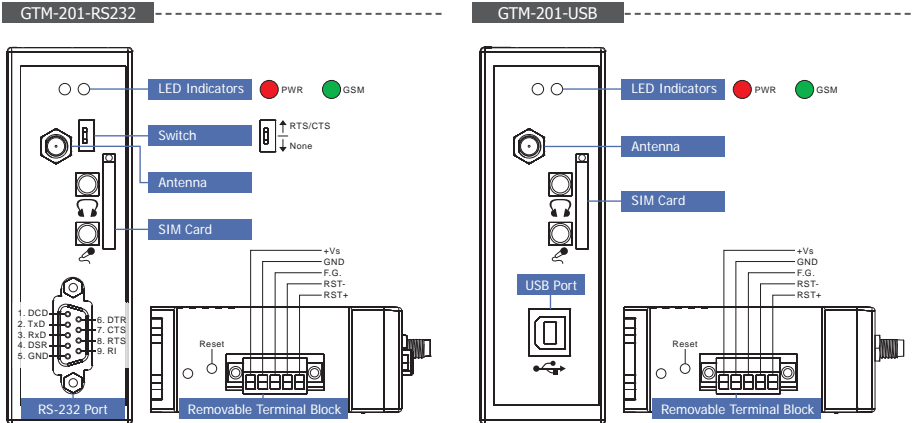 GTM-201-RS232
LED Indicators
PWR
GSM
Switch
RTS/CTS
None
Antenna
SIM Card
+Vs
GND
F.G.
RST-
RST+
1. DCD
2. TxD
3. RxD
4. DSR
5. GND
6. DTR
7. CTS
8. RTS
9. RI
Reset
RS-232 Port
Removable Terminal Block
GTM-201-USB
LED Indicators
PWR
GSM
Antenna
SIM Card
+Vs
GND
F.G.
RST-
RST+
USB Port
Reset
Removable Terminal Block